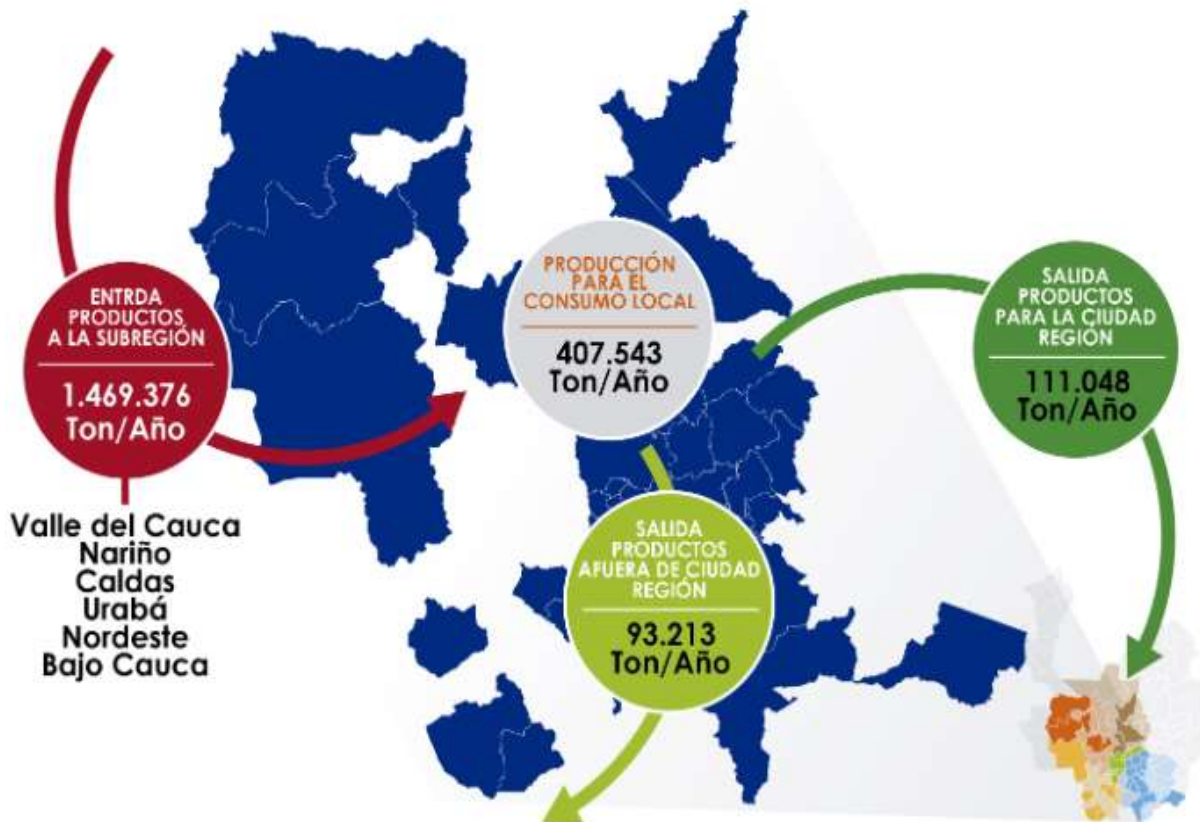 ENTRDA
PRODUCTOS
A LA SUBREGIÓN
1.469.376
Ton/Año
Valle del Cauca
Nariño
Caldas
Urabá
Nordeste
Bajo Cauca
PRODUCCIÓN
PARA EL
CONSUMO LOCAL
407.543
Ton/Año
SALIDA
PRODUCTOS
AFUERA DE CIUDAD
REGIÓN
93.213
Ton/Año
SALIDA
PRODUCTOS
PARA LA CIUDAD
REGIÓN
111.048
Ton/Año